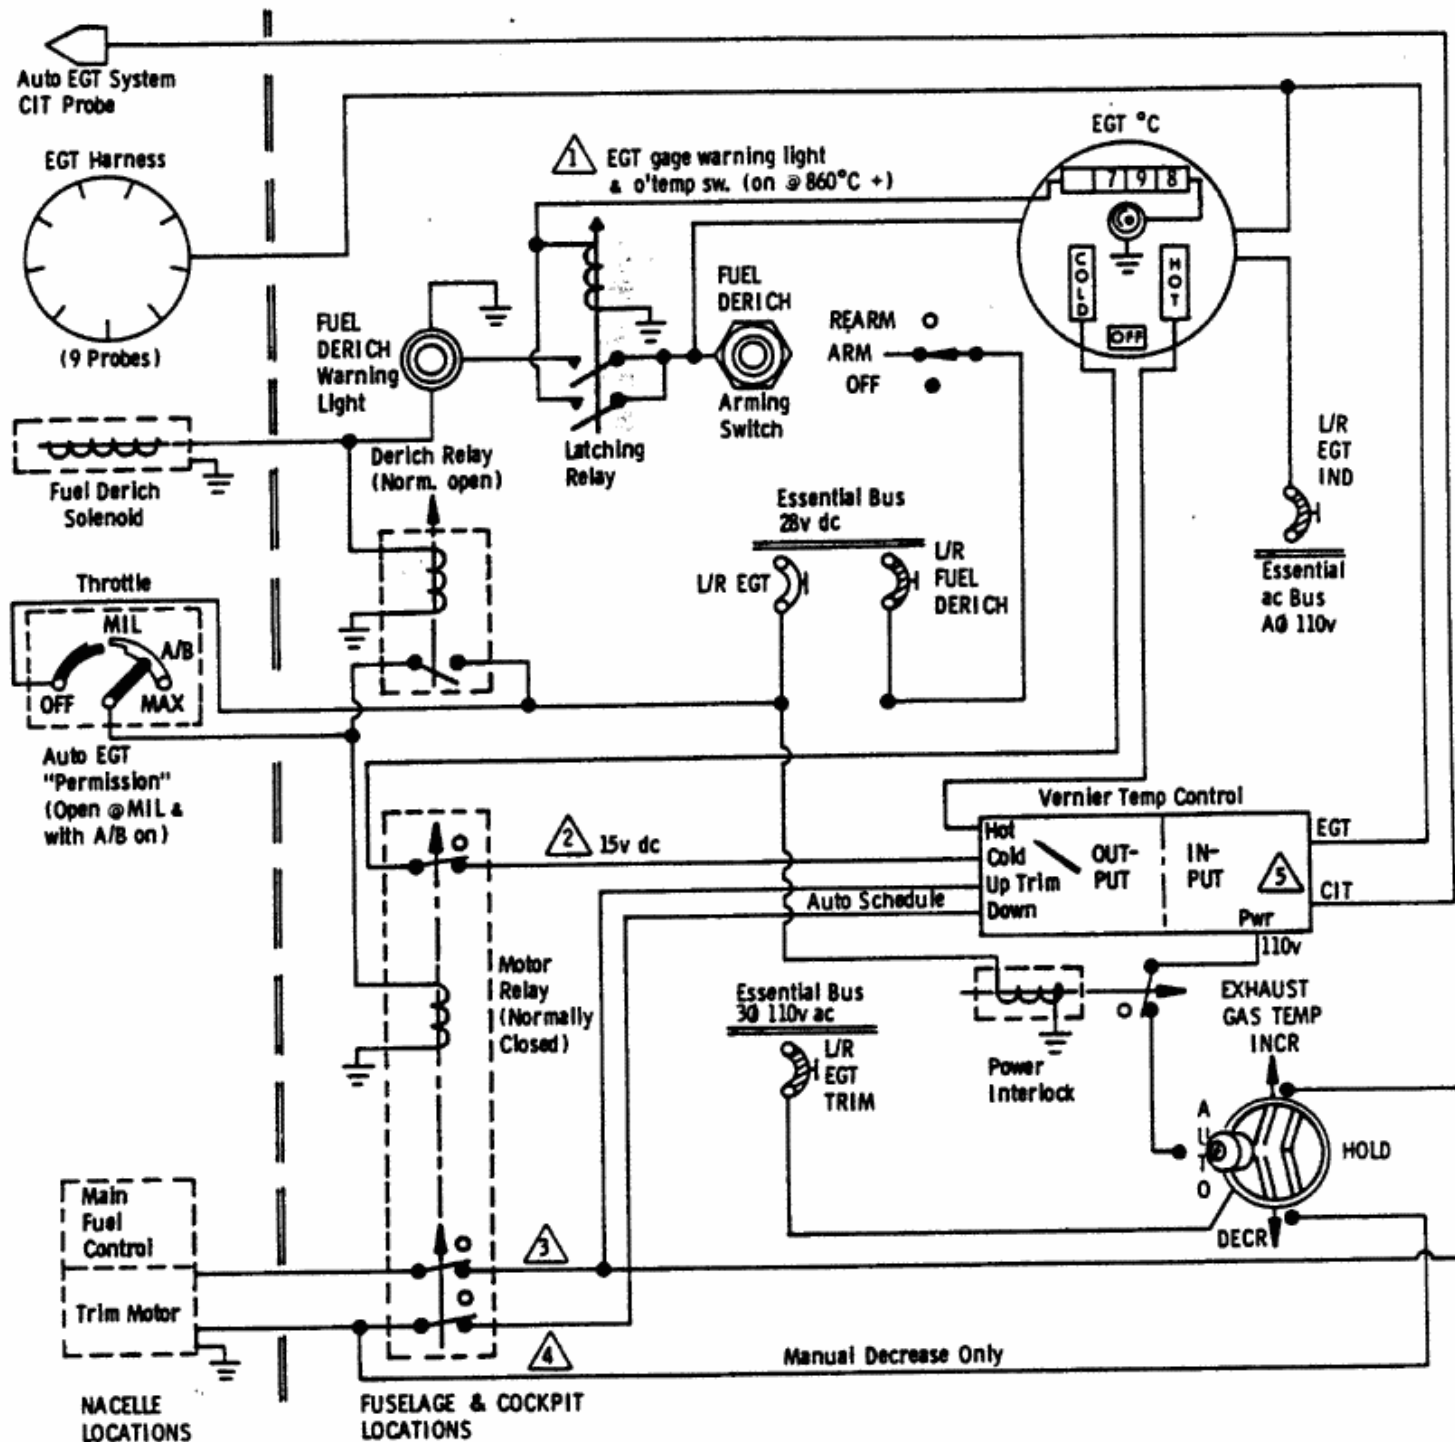 Auto EGT System
CIT Probe
EGT Harness
(9 Probes)
1
EGT gage warning light
& o'temp sw. (on @ 860°C +)
EGT °C
7 9 8
COLD
HOT
OFF
FUEL
DERICH
Warning
Light
FUEL
DERICH
Arming
Switch
REARM
ARM
OFF
Latching
Relay
L/R
EGT
IND
Essential
ac Bus
AØ 110v
Fuel Derich
Solenoid
Derich Relay
(Norm. open)
Essential Bus
28v dc
L/R EGT
L/R
FUEL
DERICH
Throttle
MIL
A/B
OFF
MAX
Auto EGT
"Permission"
(Open @ MIL &
with A/B on)
2
15v dc
Vernier Temp Control
Hot
Cold
Up Trim
Down
OUT-
PUT
IN-
PUT
5
Pwr
110v
EGT
CIT
Auto Schedule
Motor
Relay
(Normally
Closed)
Essential Bus
3Ø 110v ac
L/R
EGT
TRIM
Power
Interlock
EXHAUST
GAS TEMP
INCR
AUTO
HOLD
DECR
Main
Fuel
Control
Trim Motor
3
4
Manual Decrease Only
NACELLE
LOCATIONS
FUSELAGE & COCKPIT
LOCATIONS